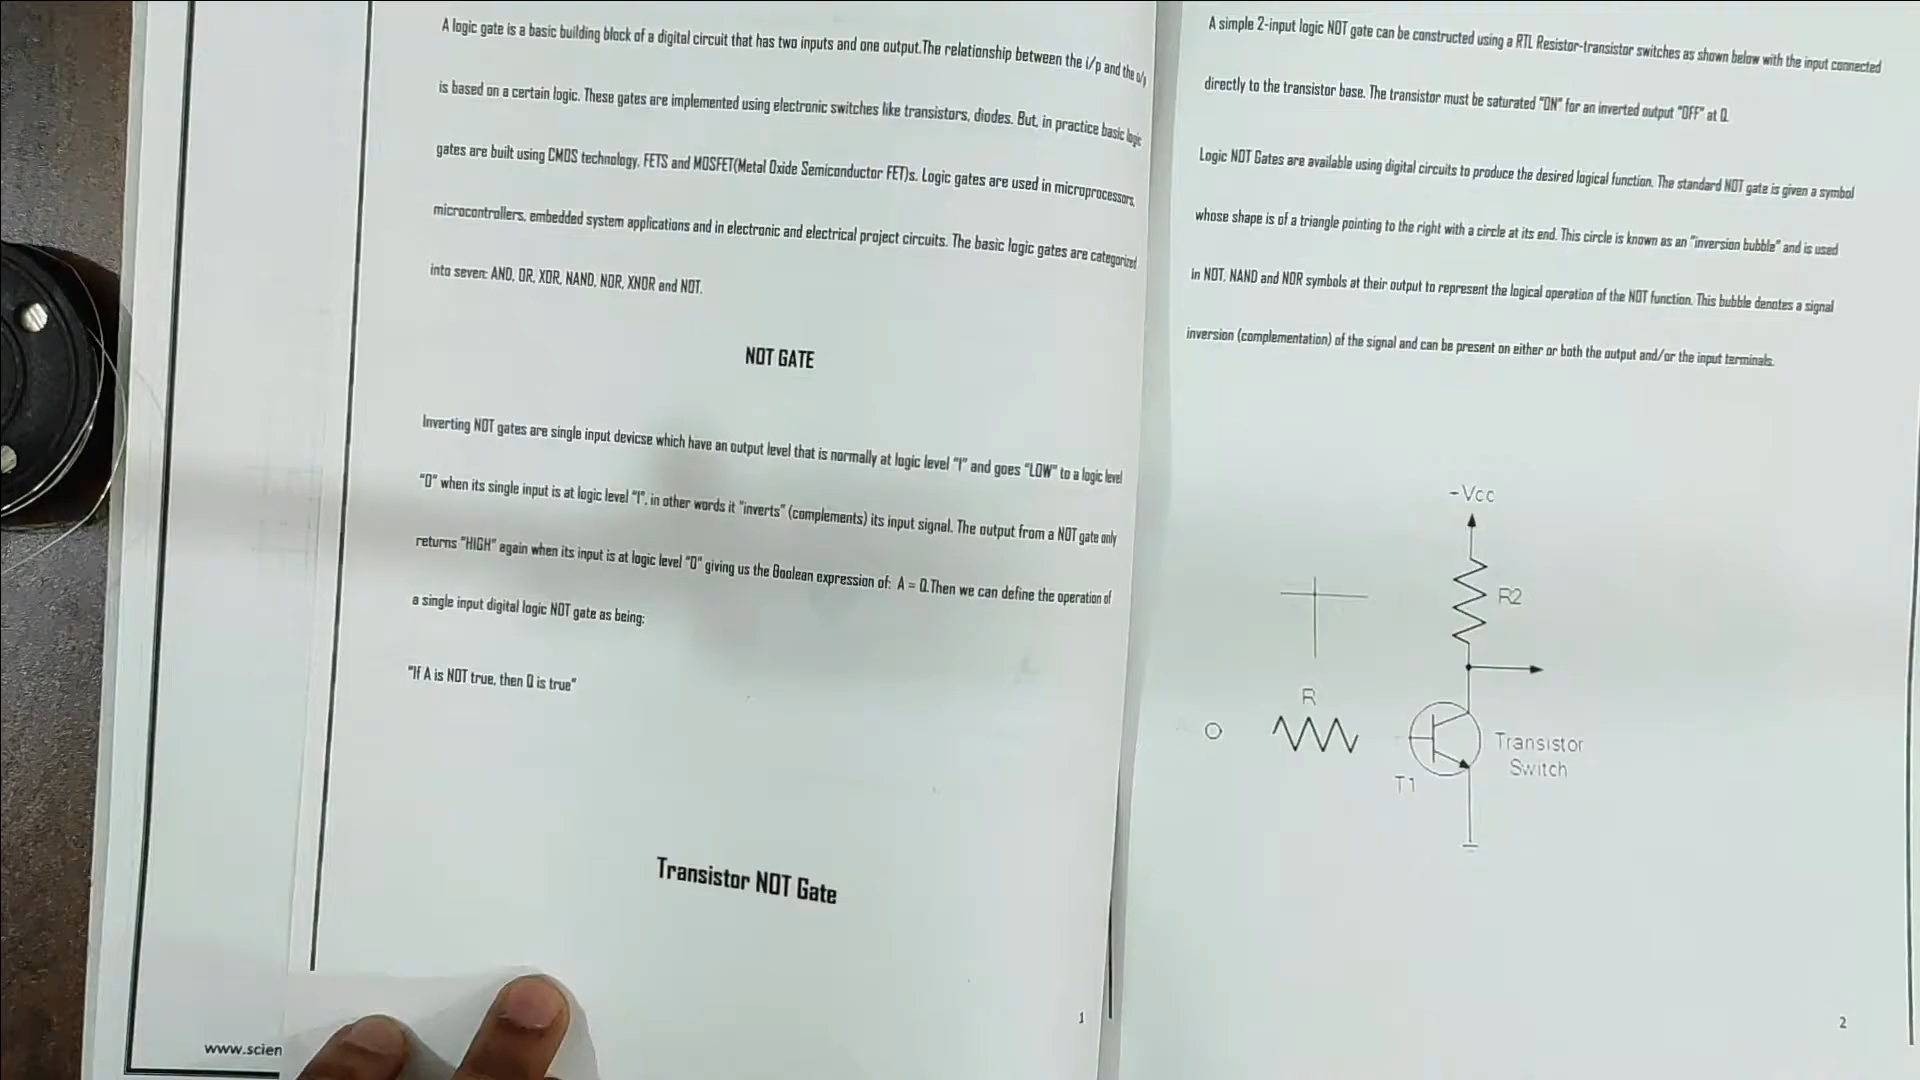 A logic gate is a basic building block of a digital circuit that has two inputs and one output.The relationship between the i/p and the o/p
is based on a certain logic. These gates are implemented using electronic switches like transistors, diodes. But, in practice basic logic
gates are built using CMOS technology, FETS and MOSFET(Metal Oxide Semiconductor FET)s. Logic gates are used in microprocessors,
microcontrollers, embedded system applications and in electronic and electrical project circuits. The basic logic gates are categorized
into seven: AND, OR, XOR, NAND, NOR, XNOR and NOT.
NOT GATE
Inverting NOT gates are single input devicse which have an output level that is normally at logic level "1" and goes "LOW" to a logic level
"0" when its single input is at logic level "1", in other words it "inverts" (complements) its input signal. The output from a NOT gate only
returns "HIGH" again when its input is at logic level "0" giving us the Boolean expression of: A = Q.Then we can define the operation of
a single input digital logic NOT gate as being:
"If A is NOT true, then Q is true"
Transistor NOT Gate
1
www.scien
A simple 2-input logic NOT gate can be constructed using a RTL Resistor-transistor switches as shown below with the input connected
directly to the transistor base. The transistor must be saturated "ON" for an inverted output "OFF" at Q.
Logic NOT Gates are available using digital circuits to produce the desired logical function. The standard NOT gate is given a symbol
whose shape is of a triangle pointing to the right with a circle at its end. This circle is known as an "inversion bubble" and is used
in NOT, NAND and NOR symbols at their output to represent the logical operation of the NOT function. This bubble denotes a signal
inversion (complementation) of the signal and can be present on either or both the output and/or the input terminals.
-Vcc
R2
R
Transistor
Switch
T1
2